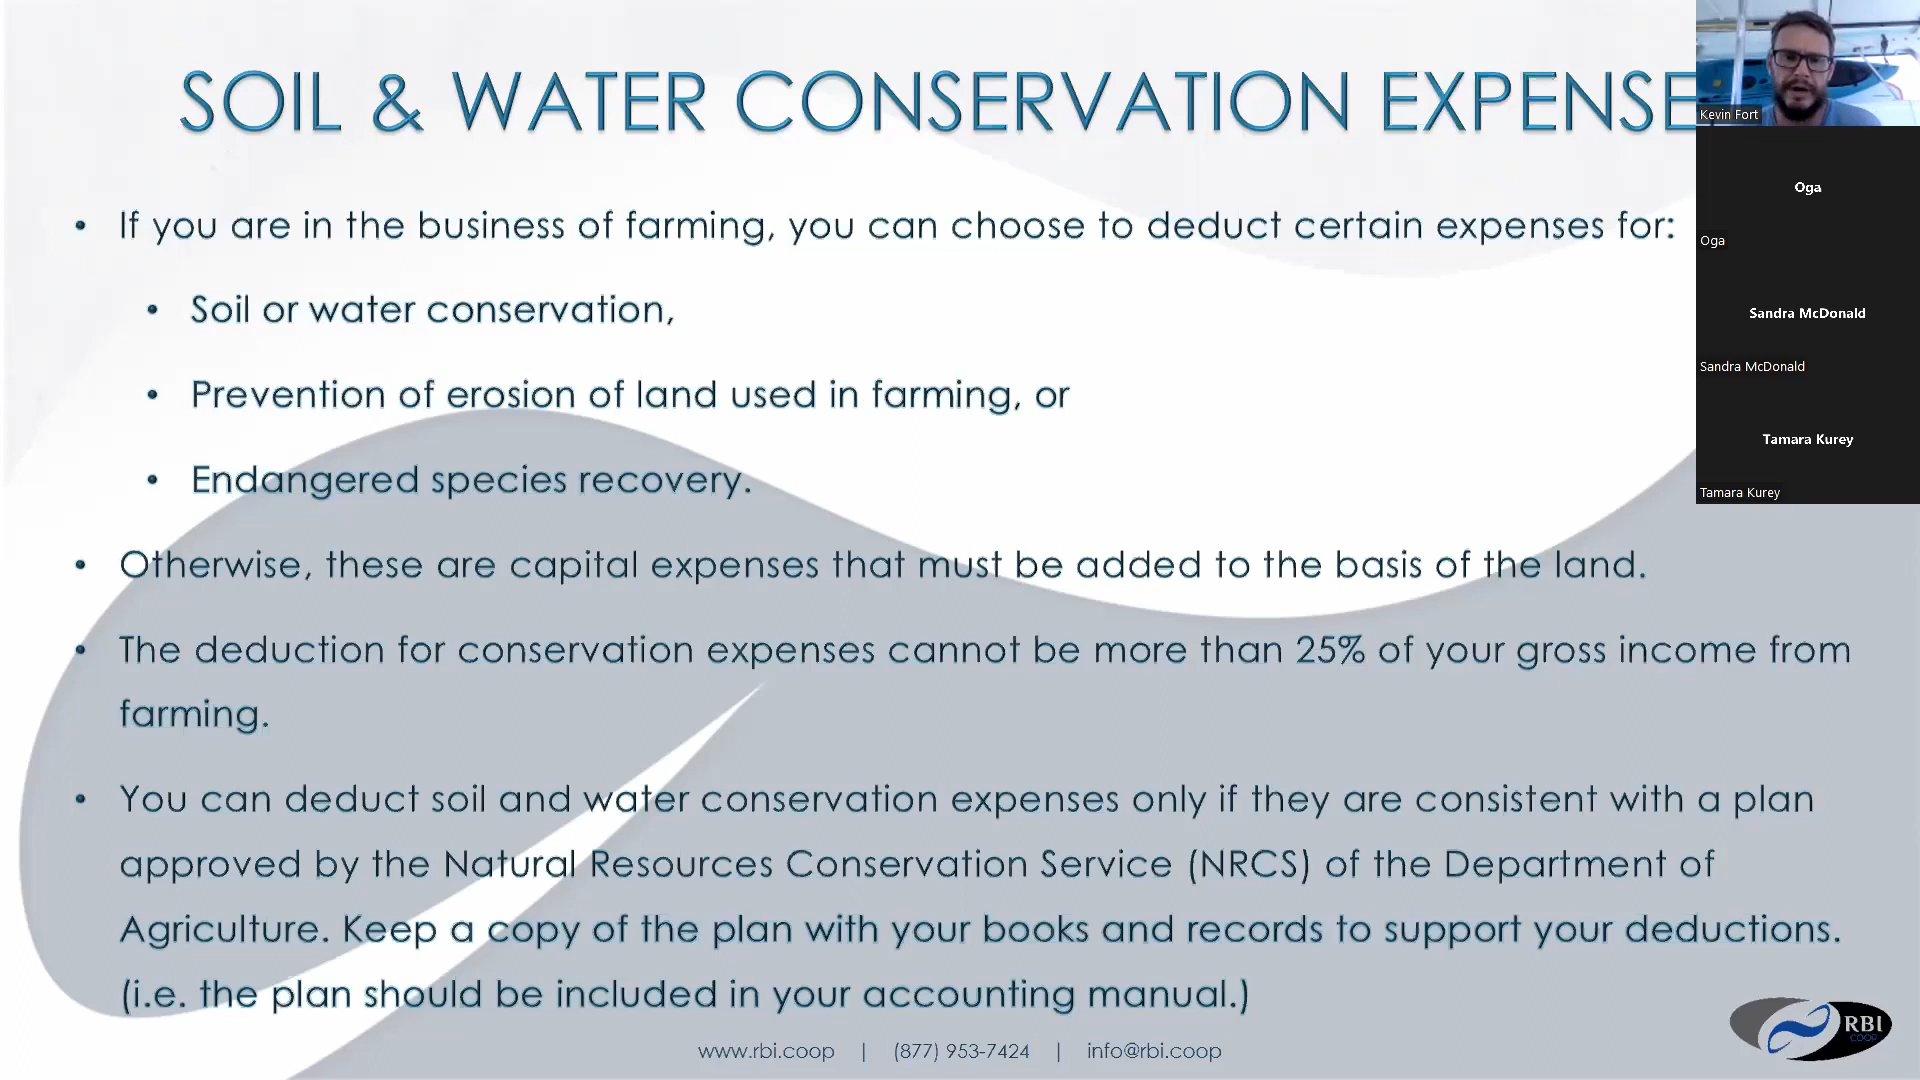 SOIL & WATER CONSERVATION EXPENSE
• If you are in the business of farming, you can choose to deduct certain expenses for:
• Soil or water conservation,
• Prevention of erosion of land used in farming, or
• Endangered species recovery.
• Otherwise, these are capital expenses that must be added to the basis of the land.
• The deduction for conservation expenses cannot be more than 25% of your gross income from
farming.
• You can deduct soil and water conservation expenses only if they are consistent with a plan
approved by the Natural Resources Conservation Service (NRCS) of the Department of
Agriculture. Keep a copy of the plan with your books and records to support your deductions.
(i.e. the plan should be included in your accounting manual.)
www.rbi.coop | (877) 953-7424 | info@rbi.coop
RBI
COOP
Kevin Fort
Oga
Oga
Sandra McDonald
Sandra McDonald
Tamara Kurey
Tamara Kurey